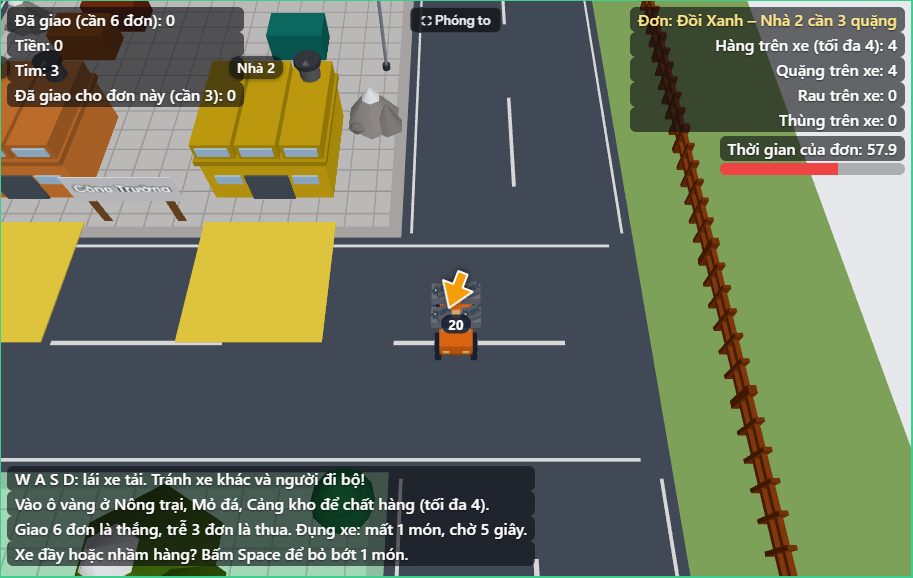 Đã giao (cần 6 đơn): 0
Tiền: 0
Tim: 3
Đã giao cho đơn này (cần 3): 0
Phóng to
Đơn: Đồi Xanh – Nhà 2 cần 3 quặng
Hàng trên xe (tối đa 4): 4
Quặng trên xe: 4
Rau trên xe: 0
Thùng trên xe: 0
Thời gian của đơn: 57.9
Nhà 2
Công Trường
20
W A S D: lái xe tải. Tránh xe khác và người đi bộ!
Vào ô vàng ở Nông trại, Mỏ đá, Cảng kho để chất hàng (tối đa 4).
Giao 6 đơn là thắng, trễ 3 đơn là thua. Đụng xe: mất 1 món, chờ 5 giây.
Xe đầy hoặc nhầm hàng? Bấm Space để bỏ bớt 1 món.